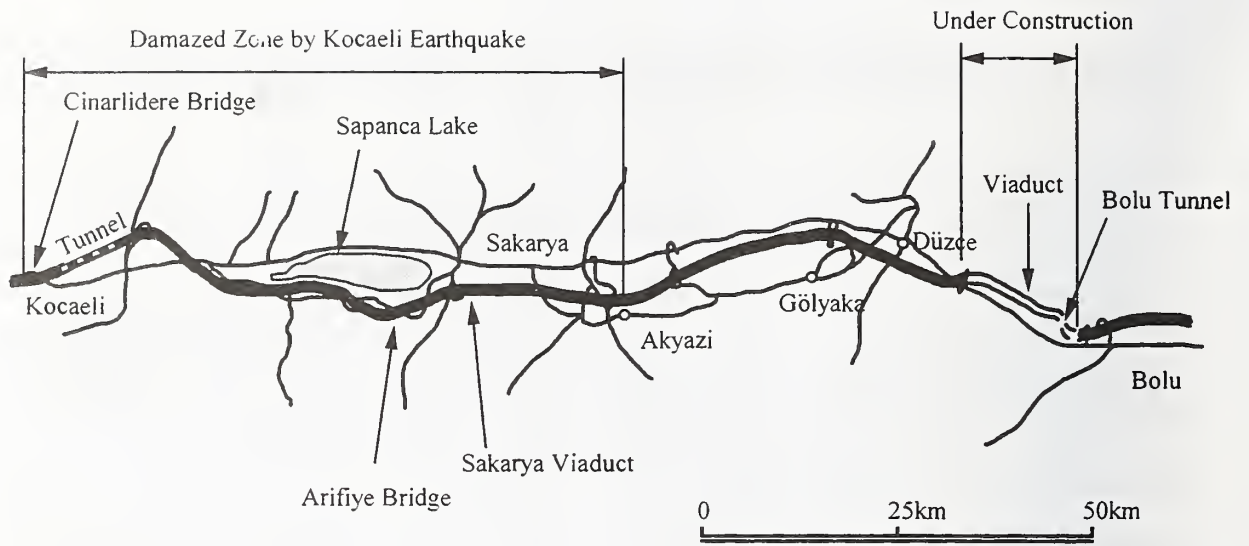 Under Construction
Damazed Zone by Kocaeli Earthquake
Cinarlidere Bridge
Sapanca Lake
Viaduct
Bolu Tunnel
Tunnel
Sakarya
Düzce
Kocaeli
Gölyaka
Akyazi
Bolu
Sakarya Viaduct
Arifiye Bridge
0 25km 50km